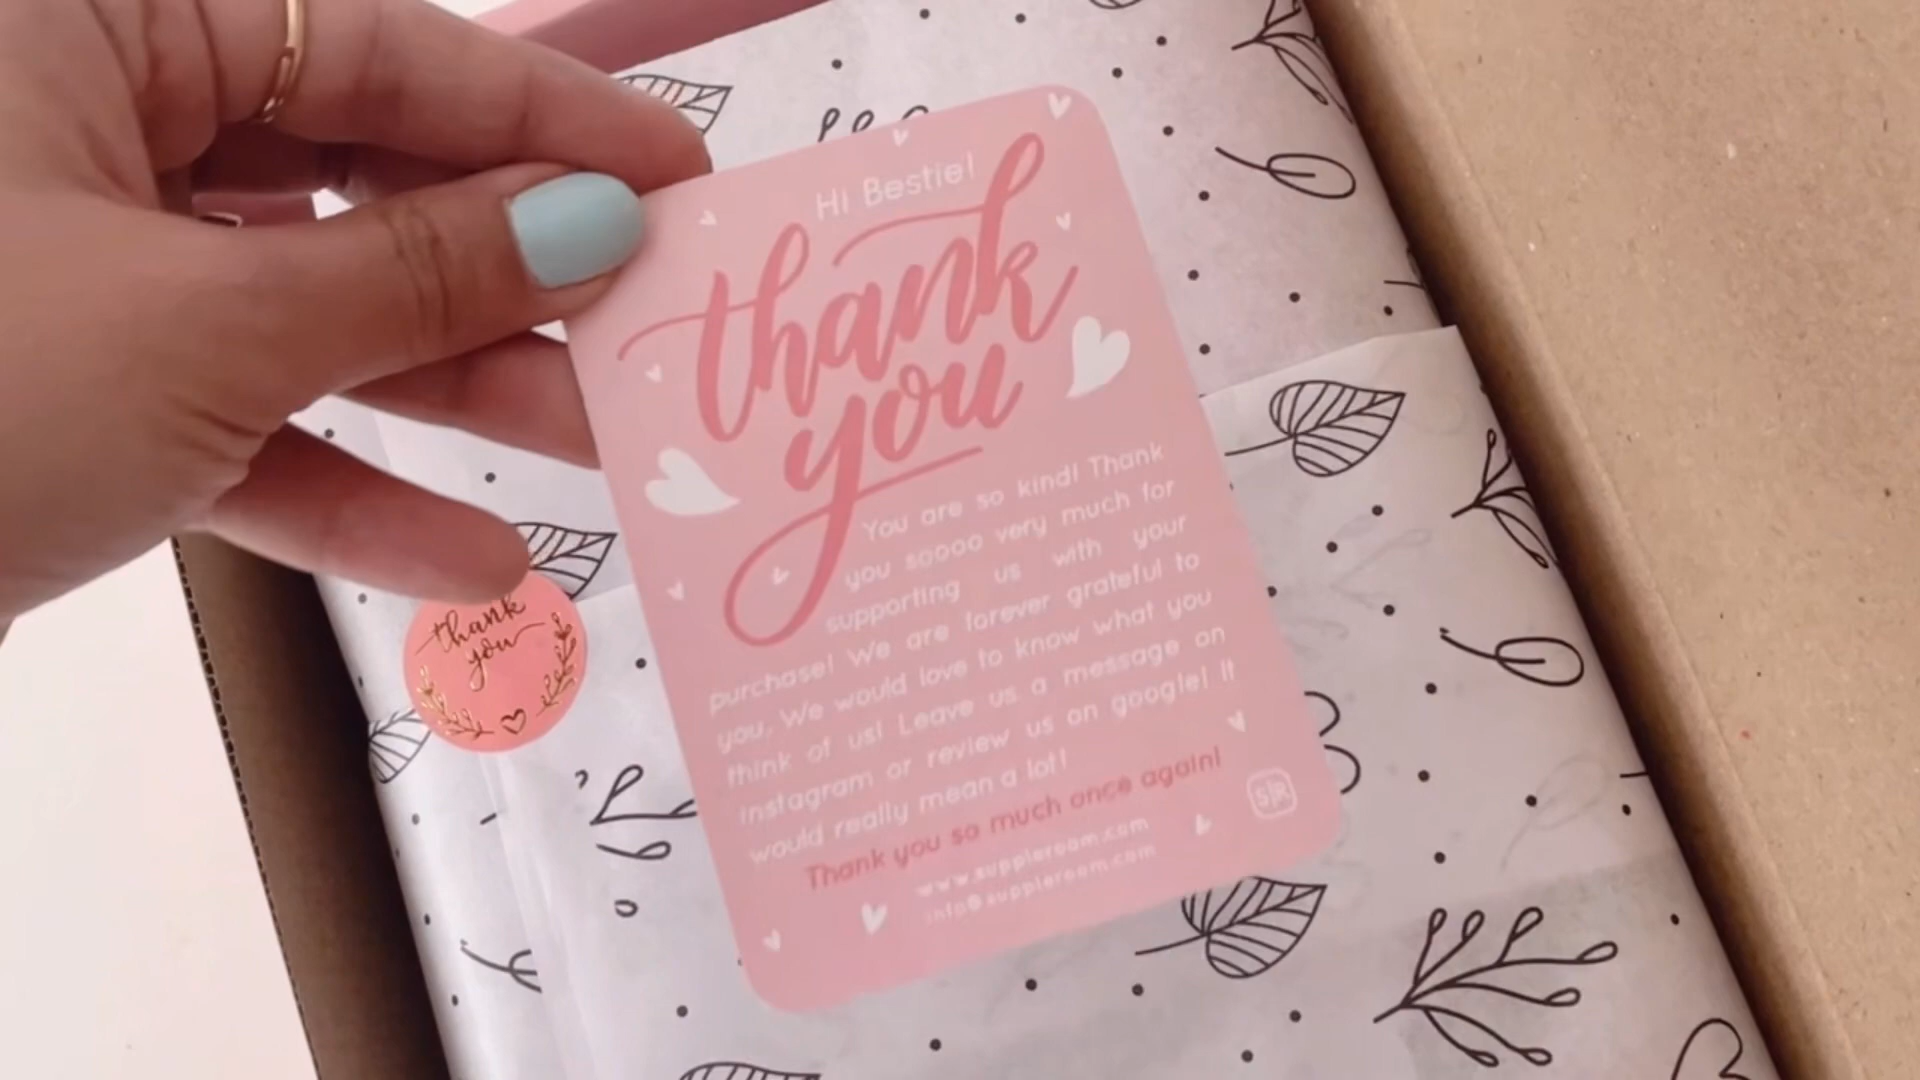 Hi Bestie!
thank
you
You are so kind! Thank
you soooo very much for
supporting us with your
purchase! We are forever grateful to
you, We would love to know what you
think of us! Leave us a message on
instagram or review us on google! It
would really mean a lot!
Thank you so much once again!
www.suppleroom.com
info@suppleroom.com
SR
thank
you